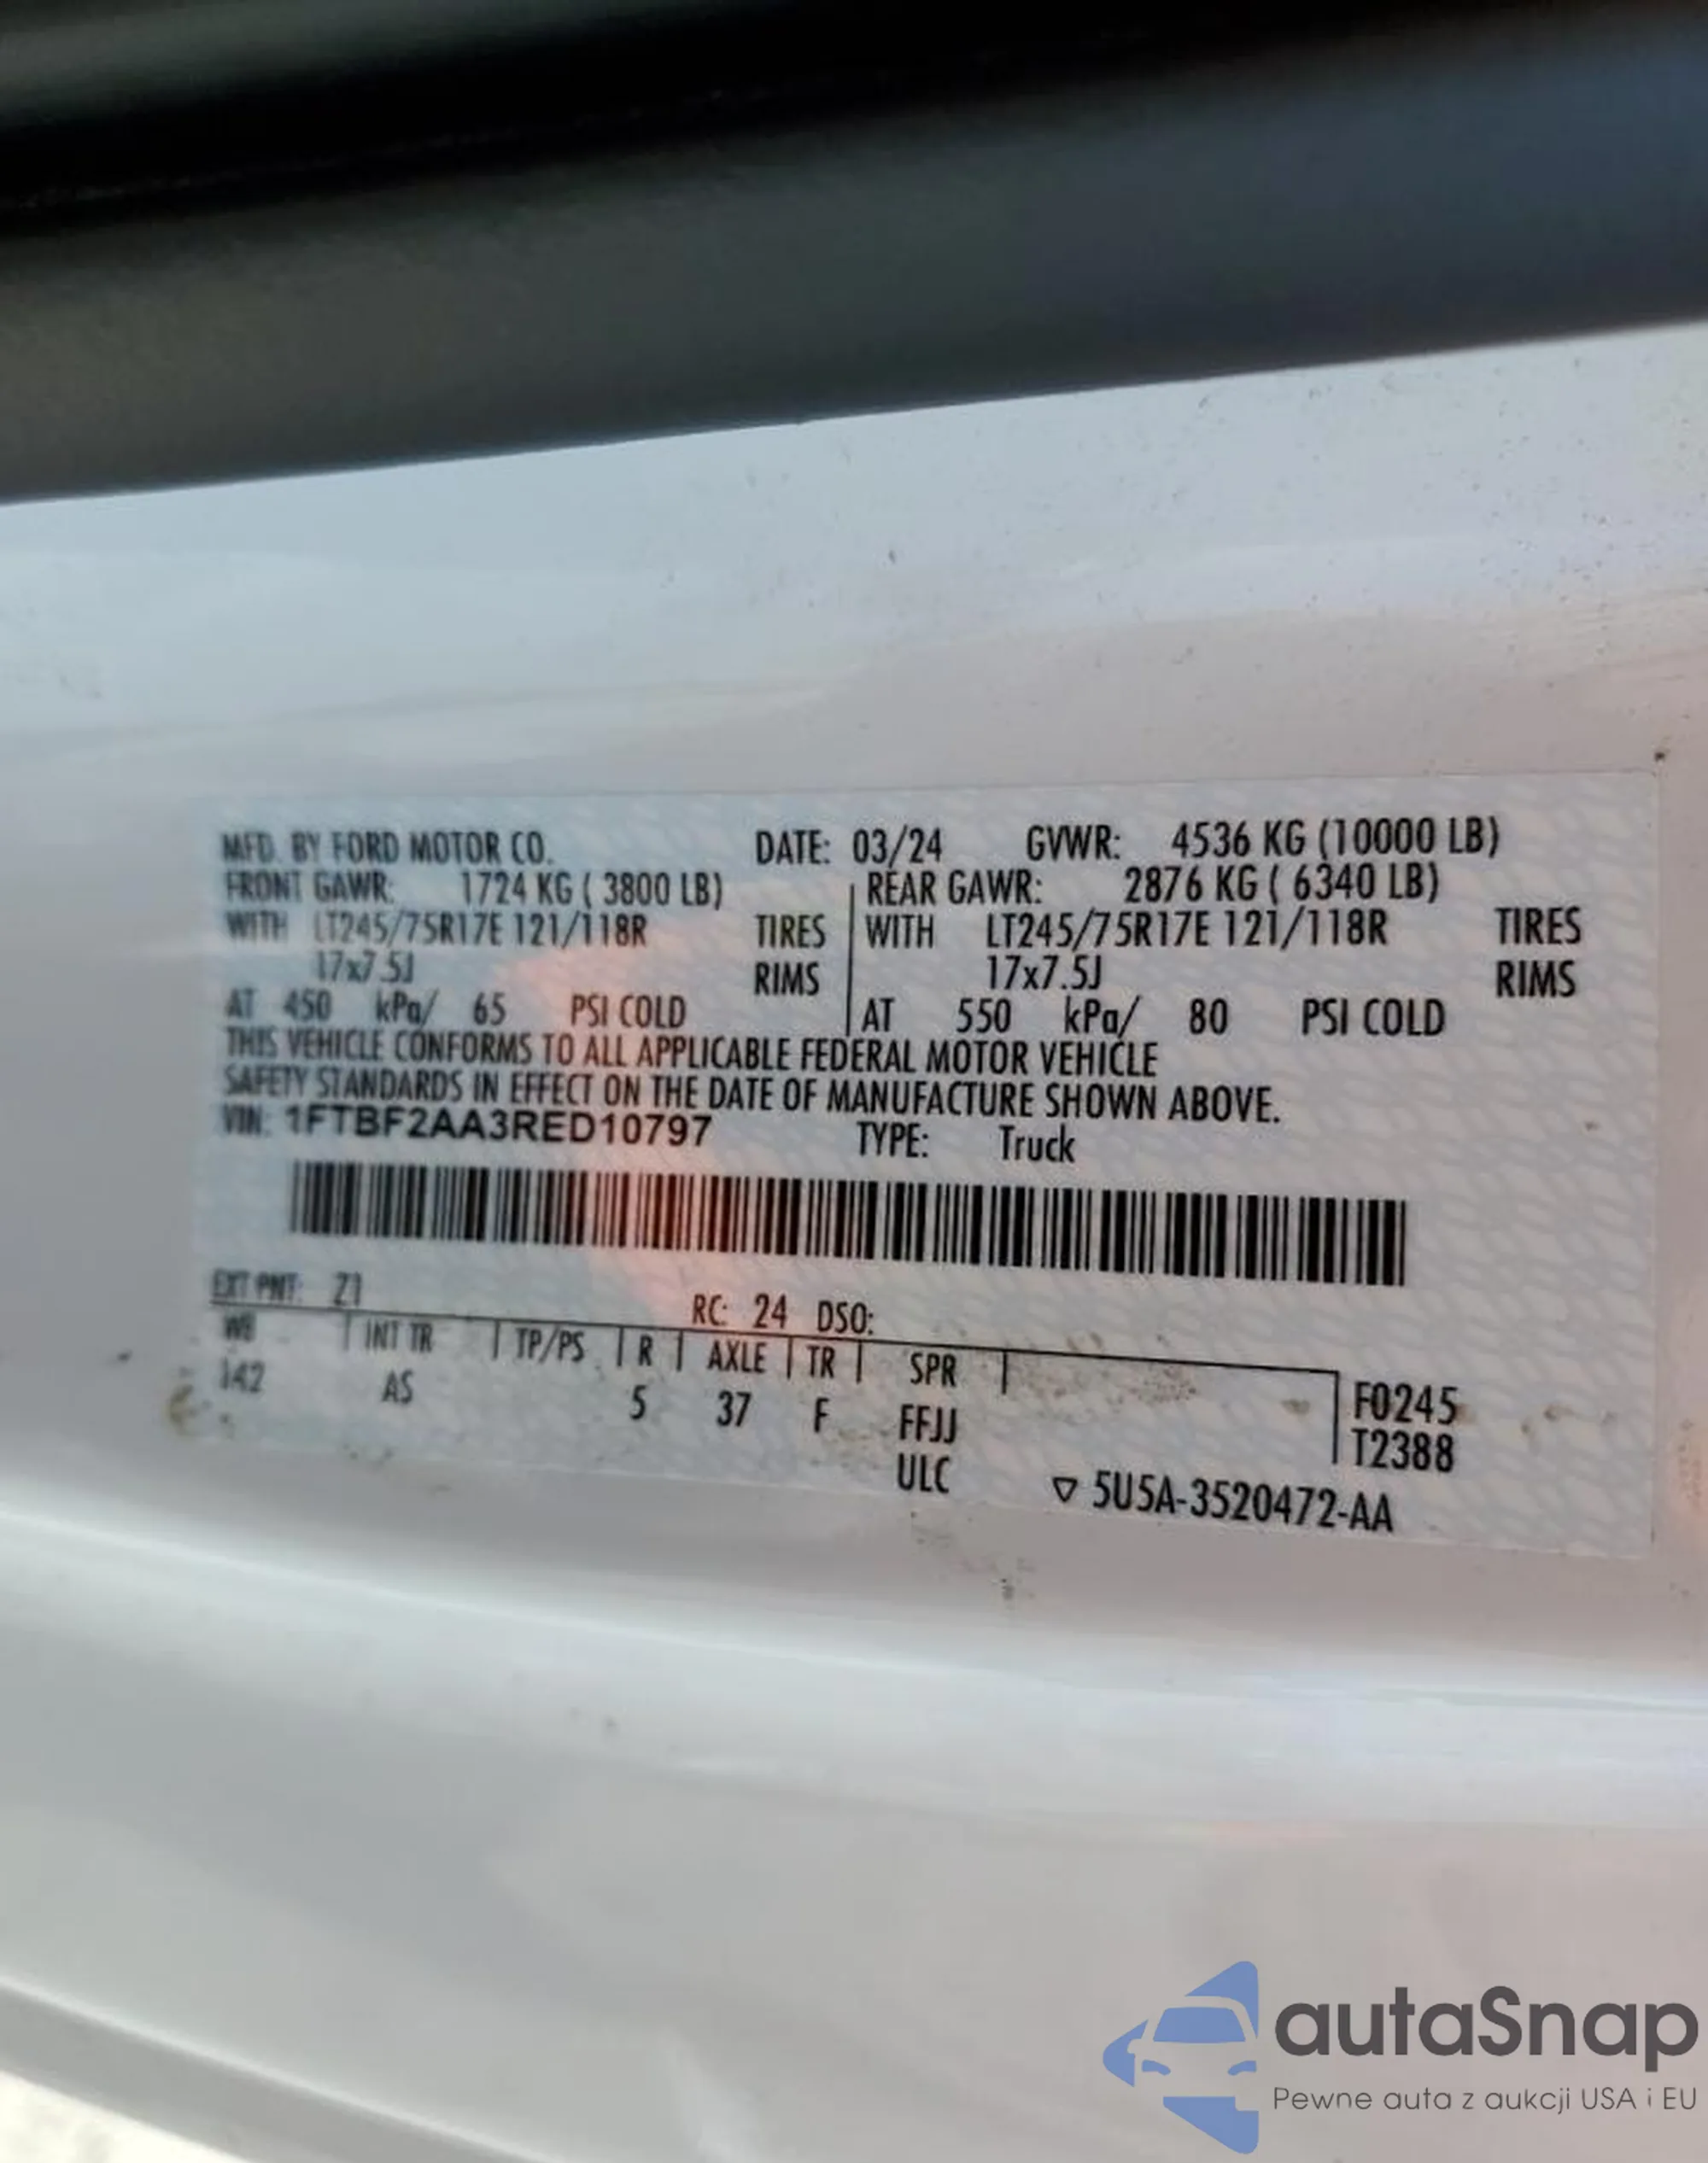 MFD. BY FORD MOTOR CO. DATE: 03/24 GVWR: 4536 KG (10000 LB)
FRONT GAWR: 1724 KG ( 3800 LB) REAR GAWR: 2876 KG ( 6340 LB)
WITH LT245/75R17E 121/118R TIRES WITH LT245/75R17E 121/118R TIRES
17x7.5J RIMS 17x7.5J RIMS
AT 450 kPa/ 65 PSI COLD AT 550 kPa/ 80 PSI COLD
THIS VEHICLE CONFORMS TO ALL APPLICABLE FEDERAL MOTOR VEHICLE
SAFETY STANDARDS IN EFFECT ON THE DATE OF MANUFACTURE SHOWN ABOVE.
VIN: 1FTBF2AA3RED10797 TYPE: Truck
EXT PNT: Z1 RC: 24 DSO:
WB INT TR TP/PS R AXLE TR SPR
142 AS 5 37 F FFJJ F0245
ULC T2388
▽ 5U5A-3520472-AA
autaSnap
Pewne auta z aukcji USA i EU